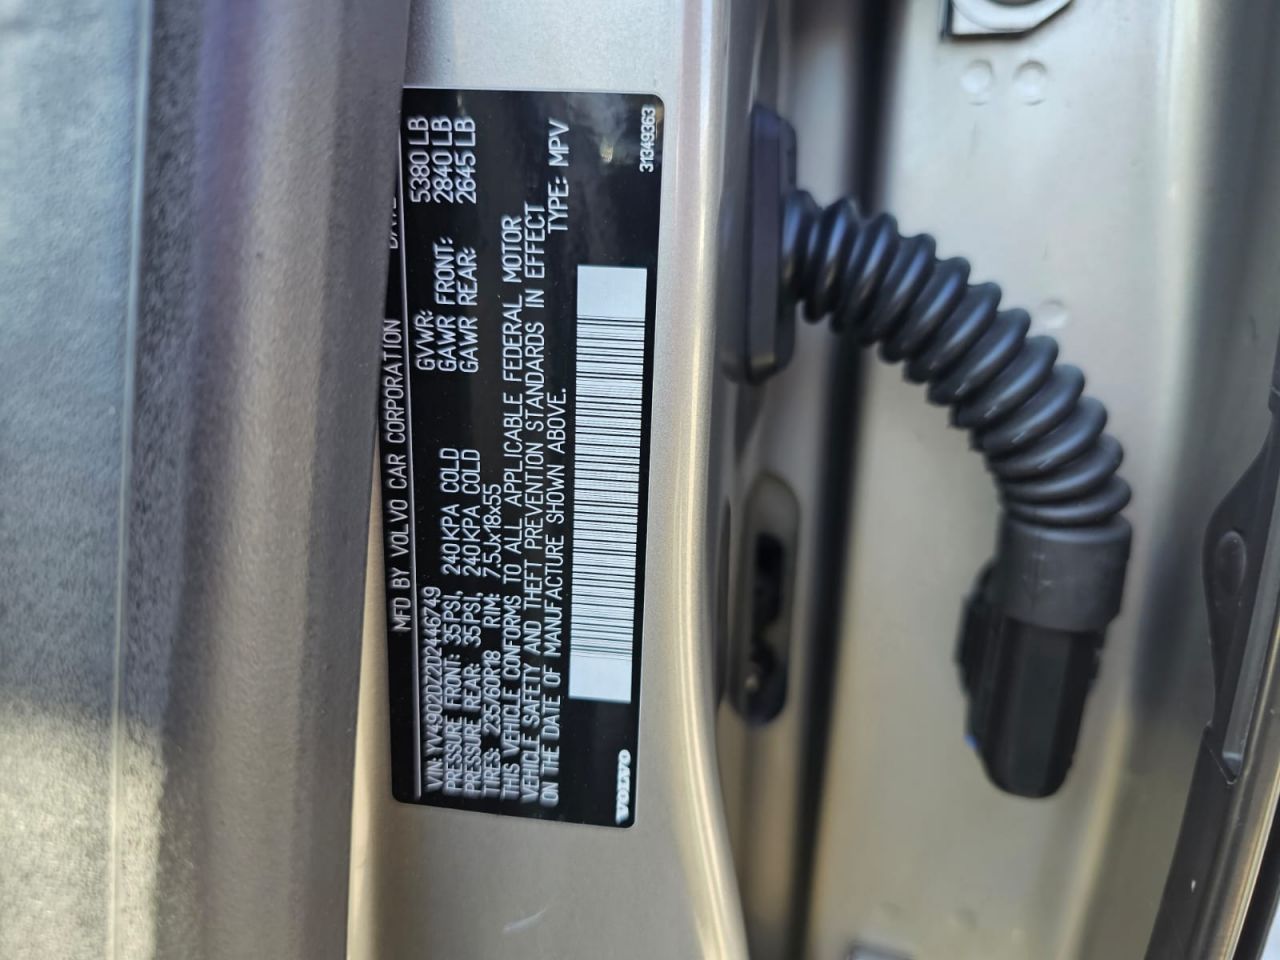 MFD BY VOLVO CAR CORPORATION
VIN: YV4902DZ2D2446749
GVWR: 5380 LB
PRESSURE FRONT: 35PSI, 240KPA COLD GAWR FRONT: 2840 LB
PRESSURE REAR: 35PSI, 240KPA COLD GAWR REAR: 2645 LB
TIRES: 235/60R18 RIM: 7.5Jx18x55
THIS VEHICLE CONFORMS TO ALL APPLICABLE FEDERAL MOTOR
VEHICLE SAFETY AND THEFT PREVENTION STANDARDS IN EFFECT
ON THE DATE OF MANUFACTURE SHOWN ABOVE. TYPE: MPV
VOLVO
31349363